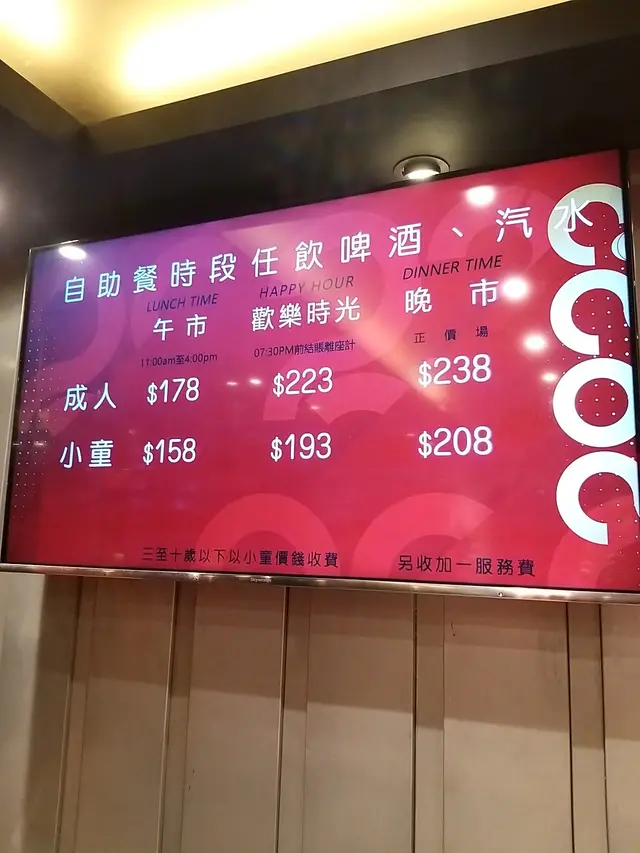 自助餐時段任飲啤酒、汽水
LUNCH TIME HAPPY HOUR DINNER TIME
午市 歡樂時光 晚市
11:00am至4:00pm 07:30PM前結賬離座計 正價場
成人 $178 $223 $238
小童 $158 $193 $208
三至十歲以下以小童價錢收費 另收加一服務費